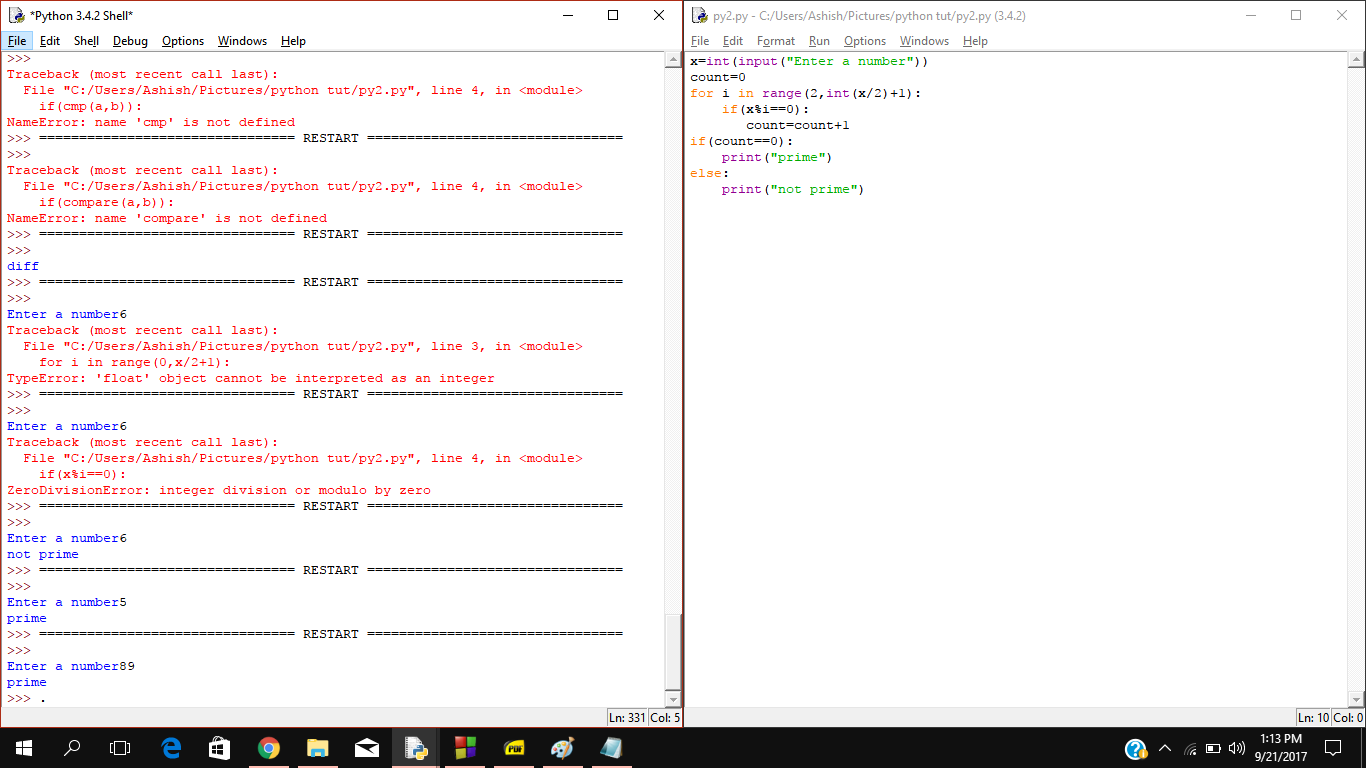 *Python 3.4.2 Shell*
File Edit Shell Debug Options Windows Help
>>>
Traceback (most recent call last):
  File "C:/Users/Ashish/Pictures/python tut/py2.py", line 4, in <module>
    if(cmp(a,b)):
NameError: name 'cmp' is not defined
>>> ================================ RESTART ================================
>>>
Traceback (most recent call last):
  File "C:/Users/Ashish/Pictures/python tut/py2.py", line 4, in <module>
    if(compare(a,b)):
NameError: name 'compare' is not defined
>>> ================================ RESTART ================================
>>>
diff
>>> ================================ RESTART ================================
>>>
Enter a number6
Traceback (most recent call last):
  File "C:/Users/Ashish/Pictures/python tut/py2.py", line 3, in <module>
    for i in range(0,x/2+1):
TypeError: 'float' object cannot be interpreted as an integer
>>> ================================ RESTART ================================
>>>
Enter a number6
Traceback (most recent call last):
  File "C:/Users/Ashish/Pictures/python tut/py2.py", line 4, in <module>
    if(x%i==0):
ZeroDivisionError: integer division or modulo by zero
>>> ================================ RESTART ================================
>>>
Enter a number6
not prime
>>> ================================ RESTART ================================
>>>
Enter a number5
prime
>>> ================================ RESTART ================================
>>>
Enter a number89
prime
>>> .
Ln: 331 Col: 5
py2.py - C:/Users/Ashish/Pictures/python tut/py2.py (3.4.2)
File Edit Format Run Options Windows Help
x=int(input("Enter a number"))
count=0
for i in range(2,int(x/2)+1):
    if(x%i==0):
       count=count+1
if(count==0):
    print("prime")
else:
    print("not prime")
Ln: 10 Col: 0
PDF
1:13 PM
9/21/2017